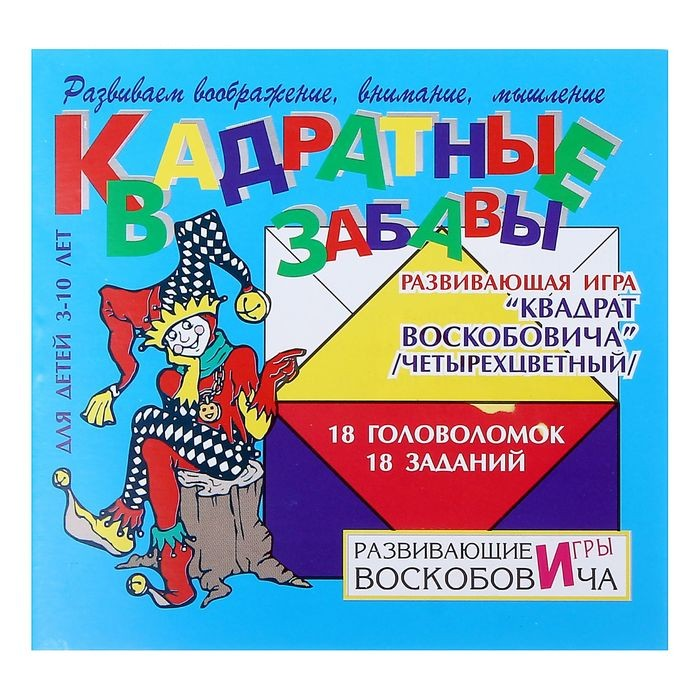 Развиваем воображение, внимание, мышление
КВАДРАТНЫЕ
ЗАБАВЫ
ДЛЯ ДЕТЕЙ 3-10 ЛЕТ
РАЗВИВАЮЩАЯ ИГРА
“КВАДРАТ
ВОСКОБОВИЧА”
/ЧЕТЫРЕХЦВЕТНЫЙ/
18 ГОЛОВОЛОМОК
18 ЗАДАНИЙ
РАЗВИВАЮЩИЕ ИГРЫ
ВОСКОБОВИЧА